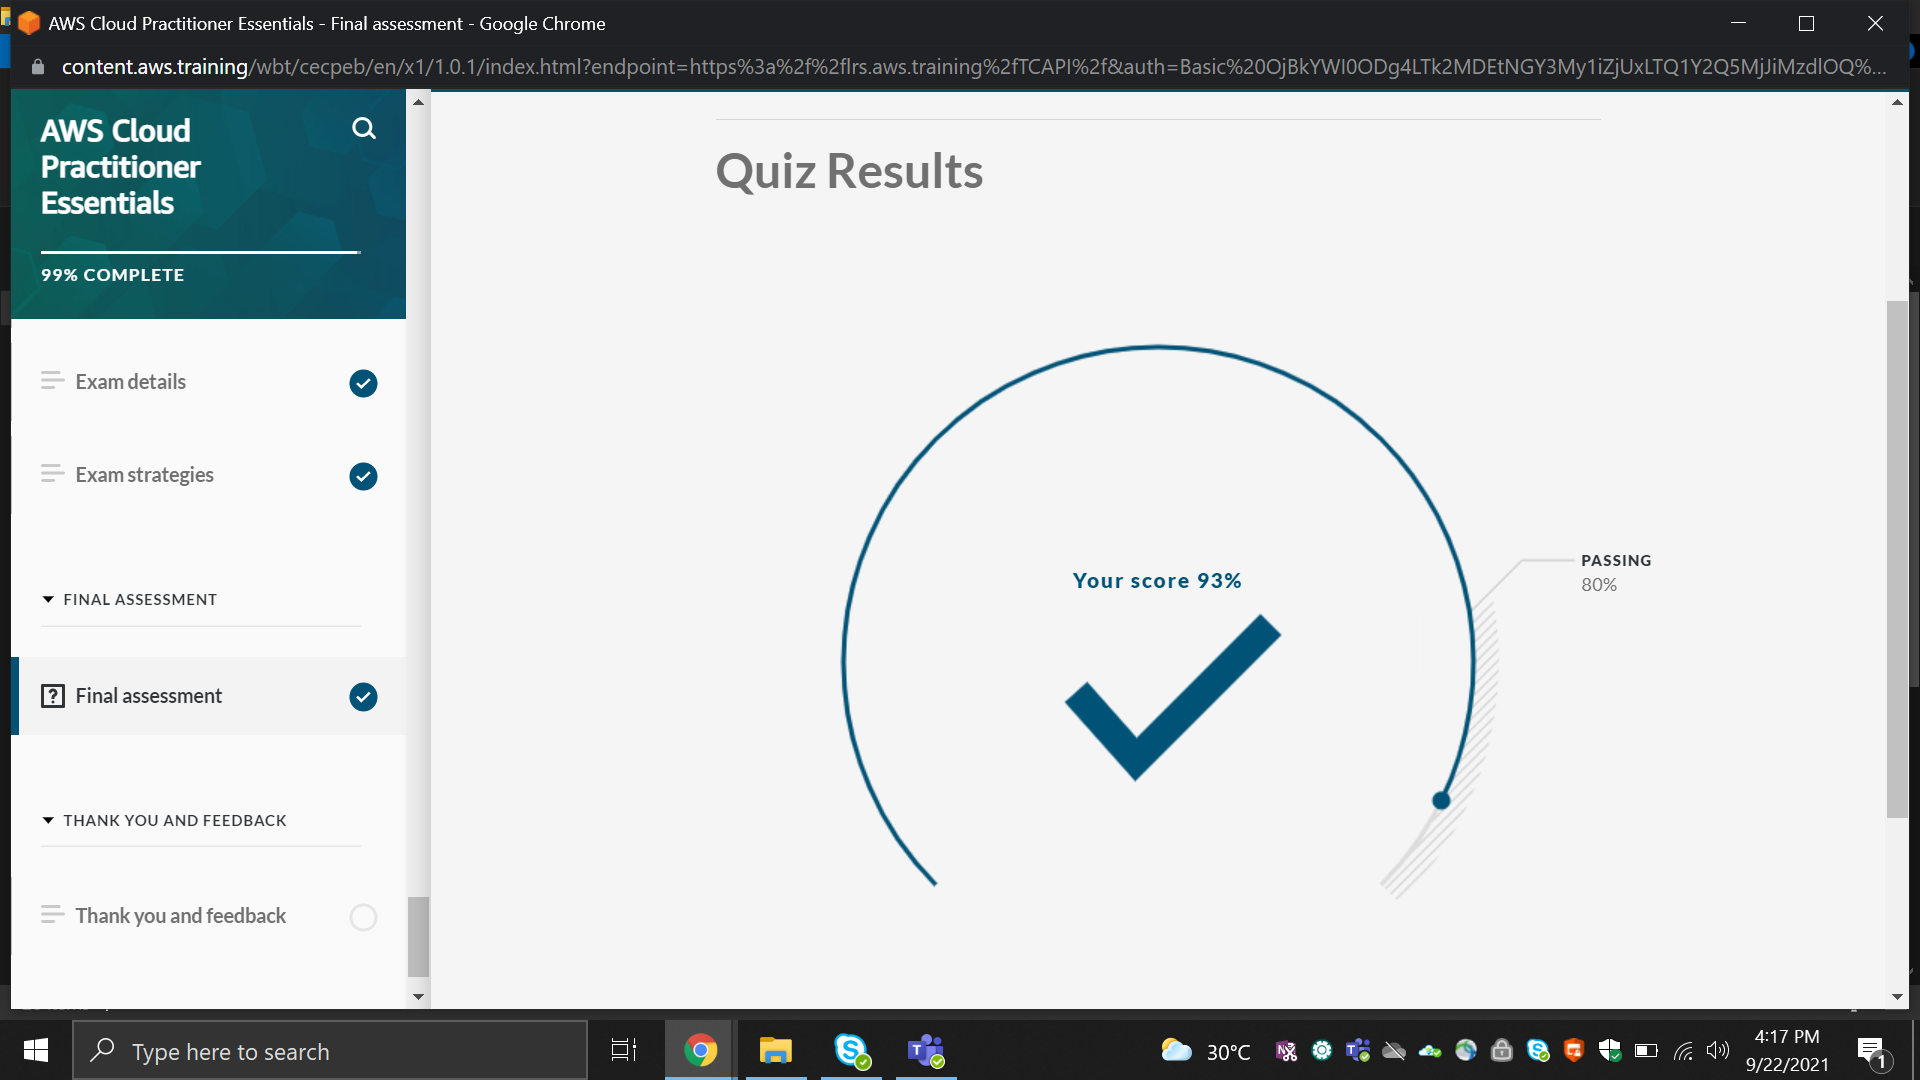 AWS Cloud Practitioner Essentials - Final assessment - Google Chrome
content.aws.training/wbt/cecpeb/en/x1/1.0.1/index.html?endpoint=https%3a%2f%2flrs.aws.training%2fTCAPI%2f&auth=Basic%20OjBkYWI0ODg4LTk2MDEtNGY3My1iZjUxLTQ1Y2Q5MjJiMzdlOQ%...
AWS Cloud
Practitioner
Essentials
99% COMPLETE
Exam details
Exam strategies
FINAL ASSESSMENT
Final assessment
THANK YOU AND FEEDBACK
Thank you and feedback
Quiz Results
Your score 93%
PASSING
80%
Type here to search
30°C
4:17 PM
9/22/2021
1